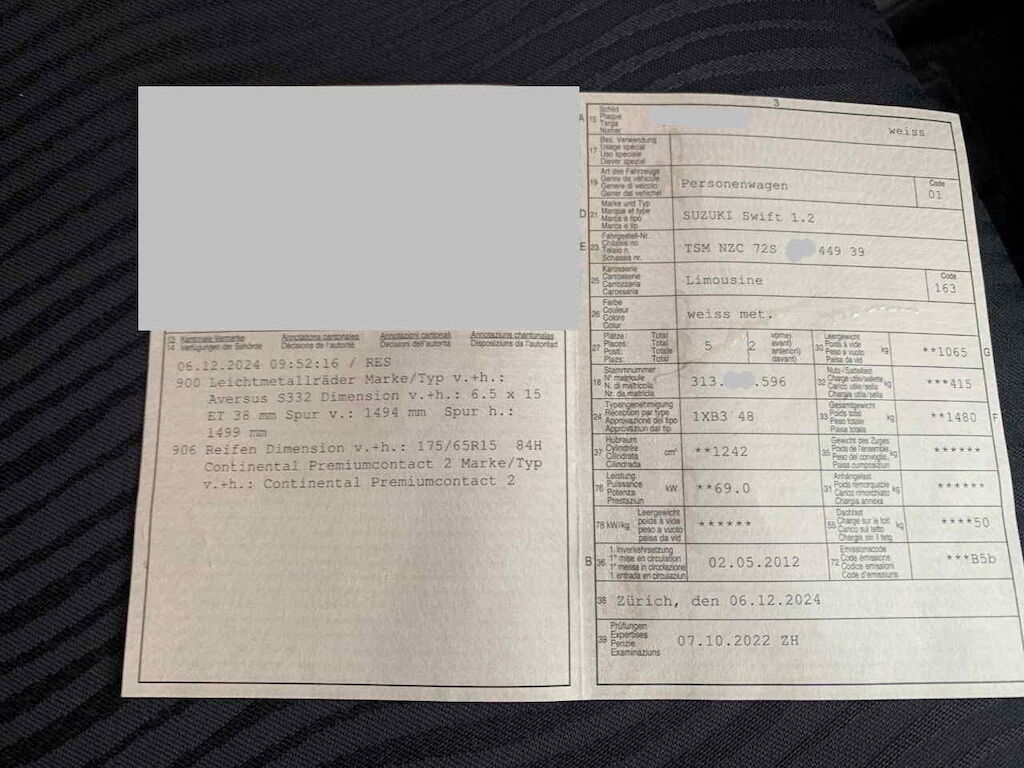 13 Kantonale Vermerke Annotations cantonales Annotazioni cantonali Annotaziuns chantunalas
14 Verfügungen der Behörde Décisions de l'autorité Decisioni dell'autorità Disposiziuns da l'autoritad
06.12.2024 09:52:16 / RES
900 Leichtmetallräder Marke/Typ v.+h.:
Aversus S332 Dimension v.+h.: 6.5 x 15
ET 38 mm Spur v.: 1494 mm Spur h.:
1499 mm
906 Reifen Dimension v.+h.: 175/65R15 84H
Continental Premiumcontact 2 Marke/Typ
v.+h.: Continental Premiumcontact 2
3
A 15 Schild
Plaque
Targa
Numer
weiss
17 Bes. Verwendung
Usage spécial
Uso speciale
Diever spezial
19 Art des Fahrzeugs
Genre de véhicule
Genere di veicolo
Gener dal vehichel
Personenwagen
Code
01
D 21 Marke und Typ
Marque et type
Marca e tipo
Marca e tip
SUZUKI Swift 1.2
E 23 Fahrgestell-Nr.
Châssis no
Telaio n.
Schassis nr.
TSM NZC 72S 449 39
25 Karosserie
Carrosserie
Carrozzeria
Carossaria
Limousine
Code
163
26 Farbe
Couleur
Colore
Colur
weiss met.
27 Plätze: Total
Places: Total
Posti: Totale
Plazs: Total
5
2
vorne)
avant)
anteriori)
davant)
30 Leergewicht
Poids à vide
Peso a vuoto
Paisa da vid
kg
**1065 G
18 Stammnummer
N° matricule
N. di matricola
Nr. da matricla
313. .596
32 Nutz-/Sattellast
Charge utile/sellette
Carico utile/sella
Chargia útila/sella
kg
***415
24 Typengenehmigung
Réception par type
Approvazione del tipo
Approvaziun dal tip
1XB3 48
33 Gesamtgewicht
Poids total
Peso totale
Paisa totala
kg
**1480 F
37 Hubraum
Cylindrée
Cilindrata
Cilindrada
cm³
**1242
35 Gewicht des Zuges
Poids de l'ensemble
Peso del convoglio
Paisa cumposiziun
kg
******
76 Leistung
Puissance
Potenza
Prestaziun
kW
**69.0
31 Anhängelast
Poids remorquable
Carico rimorchiato
Chargia annexa
kg
******
78 kW/kg
Leergewicht
poids à vide
peso a vuoto
paisa da vid
******
55 Dachlast
Charge sur le toit
Carico sul tetto
Chargia sin il tetg
kg
****50
B 36 1. Inverkehrsetzung
1re mise en circulation
1a messa in circolazione
1. entrada en circulaziun
02.05.2012
72 Emissionscode
Code émissions
Codice emissioni
Code d'emissiuns
***B5b
38 Zürich, den 06.12.2024
39 Prüfungen
Expertises
Perizie
Examinaziuns
07.10.2022 ZH